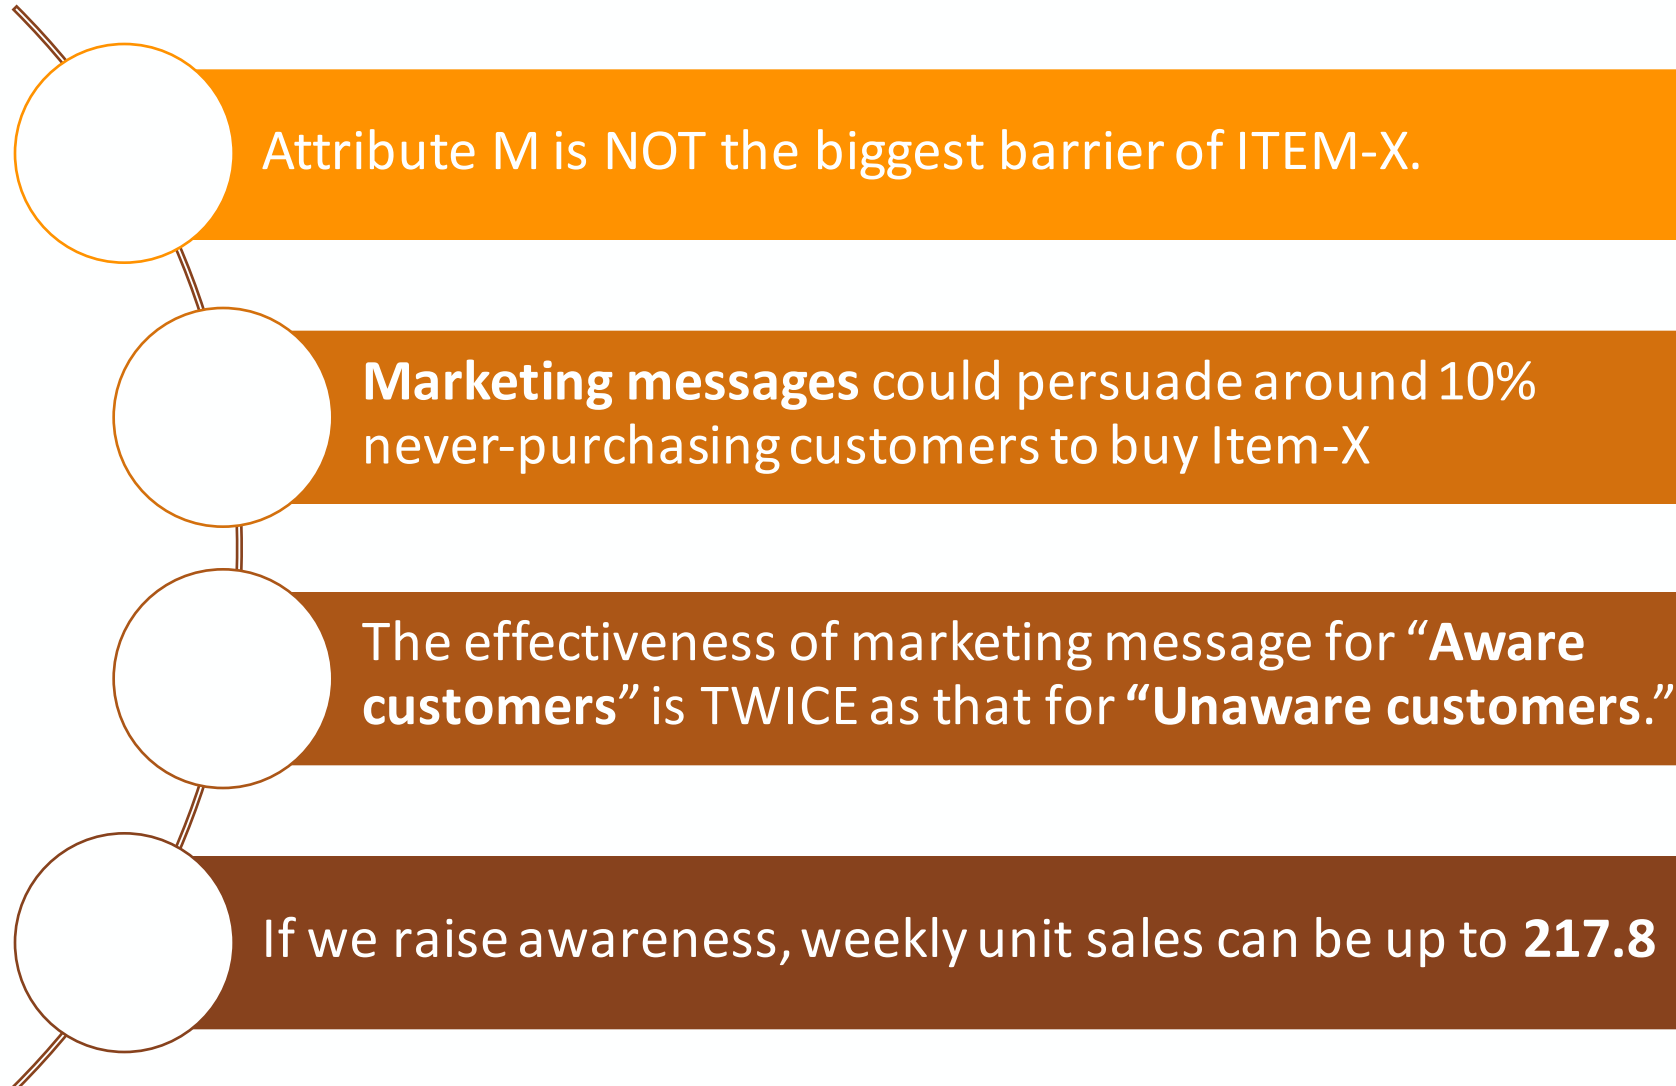 Attribute M is NOT the biggest barrier of ITEM-X.
Marketing messages could persuade around 10%
never-purchasing customers to buy Item-X
The effectiveness of marketing message for “Aware
customers” is TWICE as that for “Unaware customers.”
If we raise awareness, weekly unit sales can be up to 217.8